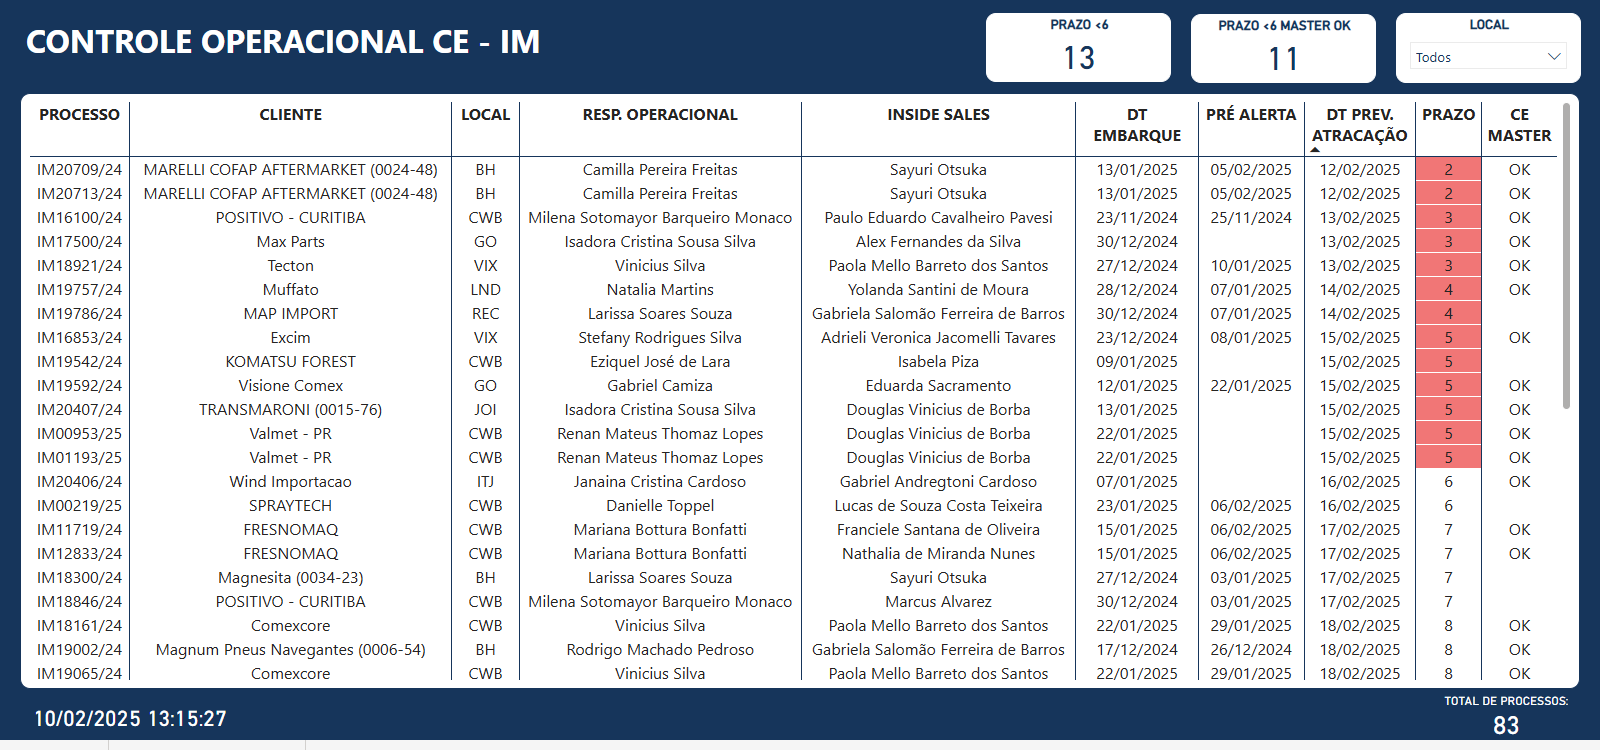 CONTROLE OPERACIONAL CE - IM
PRAZO <6
13
PRAZO <6 MASTER OK
11
LOCAL
Todos
PROCESSO CLIENTE LOCAL RESP. OPERACIONAL INSIDE SALES DT EMBARQUE PRÉ ALERTA DT PREV. ATRACAÇÃO PRAZO CE MASTER
IM20709/24 MARELLI COFAP AFTERMARKET (0024-48) BH Camilla Pereira Freitas Sayuri Otsuka 13/01/2025 05/02/2025 12/02/2025 2 OK
IM20713/24 MARELLI COFAP AFTERMARKET (0024-48) BH Camilla Pereira Freitas Sayuri Otsuka 13/01/2025 05/02/2025 12/02/2025 2 OK
IM16100/24 POSITIVO - CURITIBA CWB Milena Sotomayor Barqueiro Monaco Paulo Eduardo Cavalheiro Pavesi 23/11/2024 25/11/2024 13/02/2025 3 OK
IM17500/24 Max Parts GO Isadora Cristina Sousa Silva Alex Fernandes da Silva 30/12/2024 13/02/2025 3 OK
IM18921/24 Tecton VIX Vinicius Silva Paola Mello Barreto dos Santos 27/12/2024 10/01/2025 13/02/2025 3 OK
IM19757/24 Muffato LND Natalia Martins Yolanda Santini de Moura 28/12/2024 07/01/2025 14/02/2025 4 OK
IM19786/24 MAP IMPORT REC Larissa Soares Souza Gabriela Salomão Ferreira de Barros 30/12/2024 07/01/2025 14/02/2025 4
IM16853/24 Excim VIX Stefany Rodrigues Silva Adrieli Veronica Jacomelli Tavares 23/12/2024 08/01/2025 15/02/2025 5 OK
IM19542/24 KOMATSU FOREST CWB Eziquel José de Lara Isabela Piza 09/01/2025 15/02/2025 5
IM19592/24 Visione Comex GO Gabriel Camiza Eduarda Sacramento 12/01/2025 22/01/2025 15/02/2025 5 OK
IM20407/24 TRANSMARONI (0015-76) JOI Isadora Cristina Sousa Silva Douglas Vinicius de Borba 13/01/2025 15/02/2025 5 OK
IM00953/25 Valmet - PR CWB Renan Mateus Thomaz Lopes Douglas Vinicius de Borba 22/01/2025 15/02/2025 5 OK
IM01193/25 Valmet - PR CWB Renan Mateus Thomaz Lopes Douglas Vinicius de Borba 22/01/2025 15/02/2025 5 OK
IM20406/24 Wind Importacao ITJ Janaina Cristina Cardoso Gabriel Andregtoni Cardoso 07/01/2025 16/02/2025 6 OK
IM00219/25 SPRAYTECH CWB Danielle Toppel Lucas de Souza Costa Teixeira 23/01/2025 06/02/2025 16/02/2025 6
IM11719/24 FRESNOMAQ CWB Mariana Bottura Bonfatti Franciele Santana de Oliveira 15/01/2025 06/02/2025 17/02/2025 7 OK
IM12833/24 FRESNOMAQ CWB Mariana Bottura Bonfatti Nathalia de Miranda Nunes 15/01/2025 06/02/2025 17/02/2025 7 OK
IM18300/24 Magnesita (0034-23) BH Larissa Soares Souza Sayuri Otsuka 27/12/2024 03/01/2025 17/02/2025 7
IM18846/24 POSITIVO - CURITIBA CWB Milena Sotomayor Barqueiro Monaco Marcus Alvarez 30/12/2024 03/01/2025 17/02/2025 7
IM18161/24 Comexcore CWB Vinicius Silva Paola Mello Barreto dos Santos 22/01/2025 29/01/2025 18/02/2025 8 OK
IM19002/24 Magnum Pneus Navegantes (0006-54) BH Rodrigo Machado Pedroso Gabriela Salomão Ferreira de Barros 17/12/2024 26/12/2024 18/02/2025 8 OK
IM19065/24 Comexcore CWB Vinicius Silva Paola Mello Barreto dos Santos 22/01/2025 29/01/2025 18/02/2025 8 OK
10/02/2025 13:15:27
TOTAL DE PROCESSOS:
83